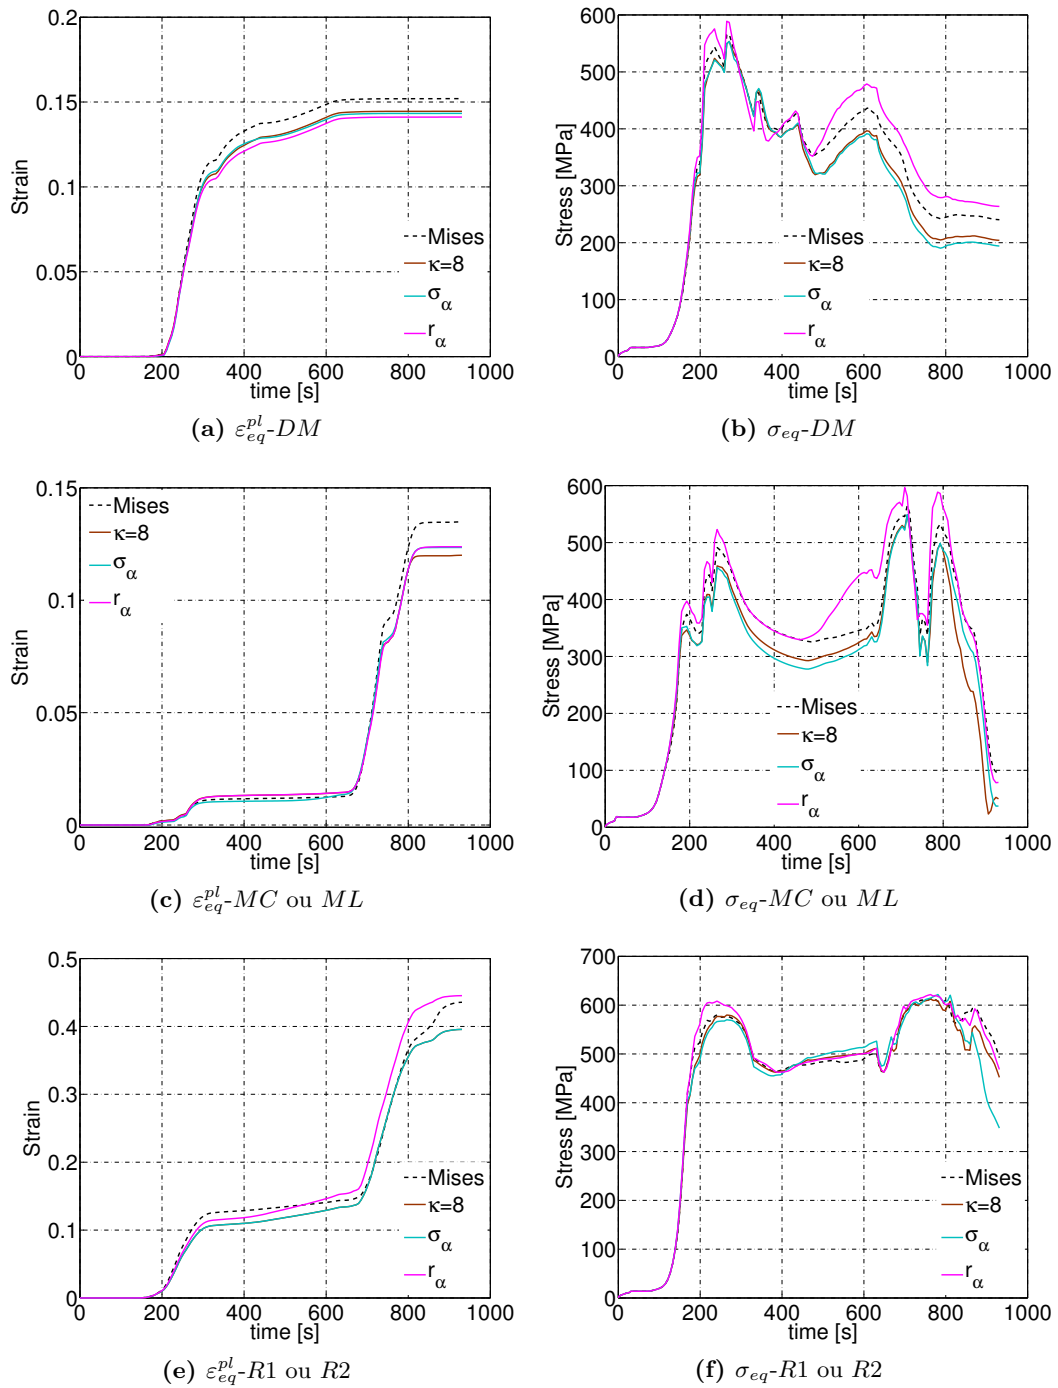 0.2
0.15
0.1
0.05
0
Strain
0 200 400 600 800 1000
time [s]
Mises
κ=8
σα
rα
(a) εeq^pl-DM
600
500
400
300
200
100
0
Stress [MPa]
0 200 400 600 800 1000
time [s]
Mises
κ=8
σα
rα
(b) σeq-DM
0.15
0.1
0.05
0
Strain
0 200 400 600 800 1000
time [s]
Mises
κ=8
σα
rα
(c) εeq^pl-MC ou ML
600
500
400
300
200
100
0
Stress [MPa]
0 200 400 600 800 1000
time [s]
Mises
κ=8
σα
rα
(d) σeq-MC ou ML
0.5
0.4
0.3
0.2
0.1
0
Strain
0 200 400 600 800 1000
time [s]
Mises
κ=8
σα
rα
(e) εeq^pl-R1 ou R2
700
600
500
400
300
200
100
0
Stress [MPa]
0 200 400 600 800 1000
time [s]
Mises
κ=8
σα
rα
(f) σeq-R1 ou R2